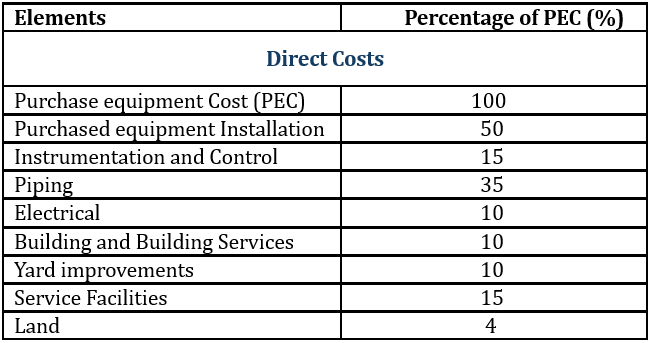 Elements Percentage of PEC (%)
Direct Costs
Purchase equipment Cost (PEC) 100
Purchased equipment Installation 50
Instrumentation and Control 15
Piping 35
Electrical 10
Building and Building Services 10
Yard improvements 10
Service Facilities 15
Land 4